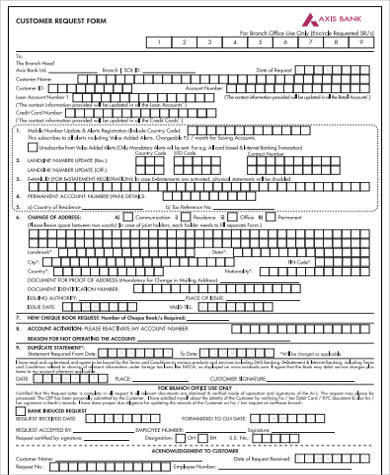 CUSTOMER REQUEST FORM
AXIS BANK
For Branch Office Use Only (Encircle Requested SR/s)
1 2 3 4 5 6 7 8 9
To,
The Branch Head
Axis Bank Ltd. Branch | SOL ID: Date of Request
Customer Name
Customer ID: Account Number:
Loan Account Number: (The contact information provided will be updated in all the Retail Accounts.)
(The contact information provided will be updated in all the Loan Accounts.)
Credit Card Number:
(The contact information provided will be updated in all the Credit Cards.)
1. Mobile Number Update & Alerts Registration (Include Country Code):
This subscribes to all alerts including Value Added Alerts. Chargeable /month for Saving Accounts.
Unsubscribe from Value Added Alerts (Only Mandatory Alerts will be sent For e.g. All card based & Internet banking Transaction)
Country Code STD Code Contact Number
2. LANDLINE NUMBER UPDATE (Res.)
LANDLINE NUMBER UPDATE (Off.)
3. E-MAIL ID (FOR E-STATEMENT REGISTRATION) In case E-Statements are activated, physical statements will be disabled.
4. PERMANENT ACCOUNT NUMBER (PAN) DETAILS:
5. a) Country of Residence b) Tax Reference No.
6. CHANGE OF ADDRESS: A) Communication Residence Office Permanent
(Please leave space between two words) (In case of joint holders, each holder needs to fill separate Form.)
Landmark*: State*:
City*: PIN Code*:
Country*: Nationality*:
DOCUMENT FOR PROOF OF ADDRESS (Mandatory for Change in Mailing Address):
DOCUMENT IDENTIFICATION NUMBER:
ISSUING AUTHORITY: PLACE OF ISSUE:
ISSUE DATE: VALID TILL:
7. NEW CHEQUE BOOK REQUEST: Number of Cheque Book/s Required:
8. ACCOUNT ACTIVATION: PLEASE REACTIVATE MY ACCOUNT NUMBER
REASON FOR NOT OPERATING THE ACCOUNT:
9. DUPLICATE STATEMENT*:
Statement Required From Date: To Date: *Will be charged as applicable
DATE: PLACE: CUSTOMER SIGNATURE:
FOR BRANCH OFFICE USE ONLY
BANK INDUCED REQUEST
REQUEST RECEIVED DATE: FORWARDED TO CLH DATE:
REQUEST ACCEPTED BY: EMPLOYEE NUMBER: Signature:
Request certified by signature: Designation: OH BH S.S. No.:
ACKNOWLEDGEMENT TO CUSTOMER
Customer Name Date of Request Received:
Request for Employee Number: